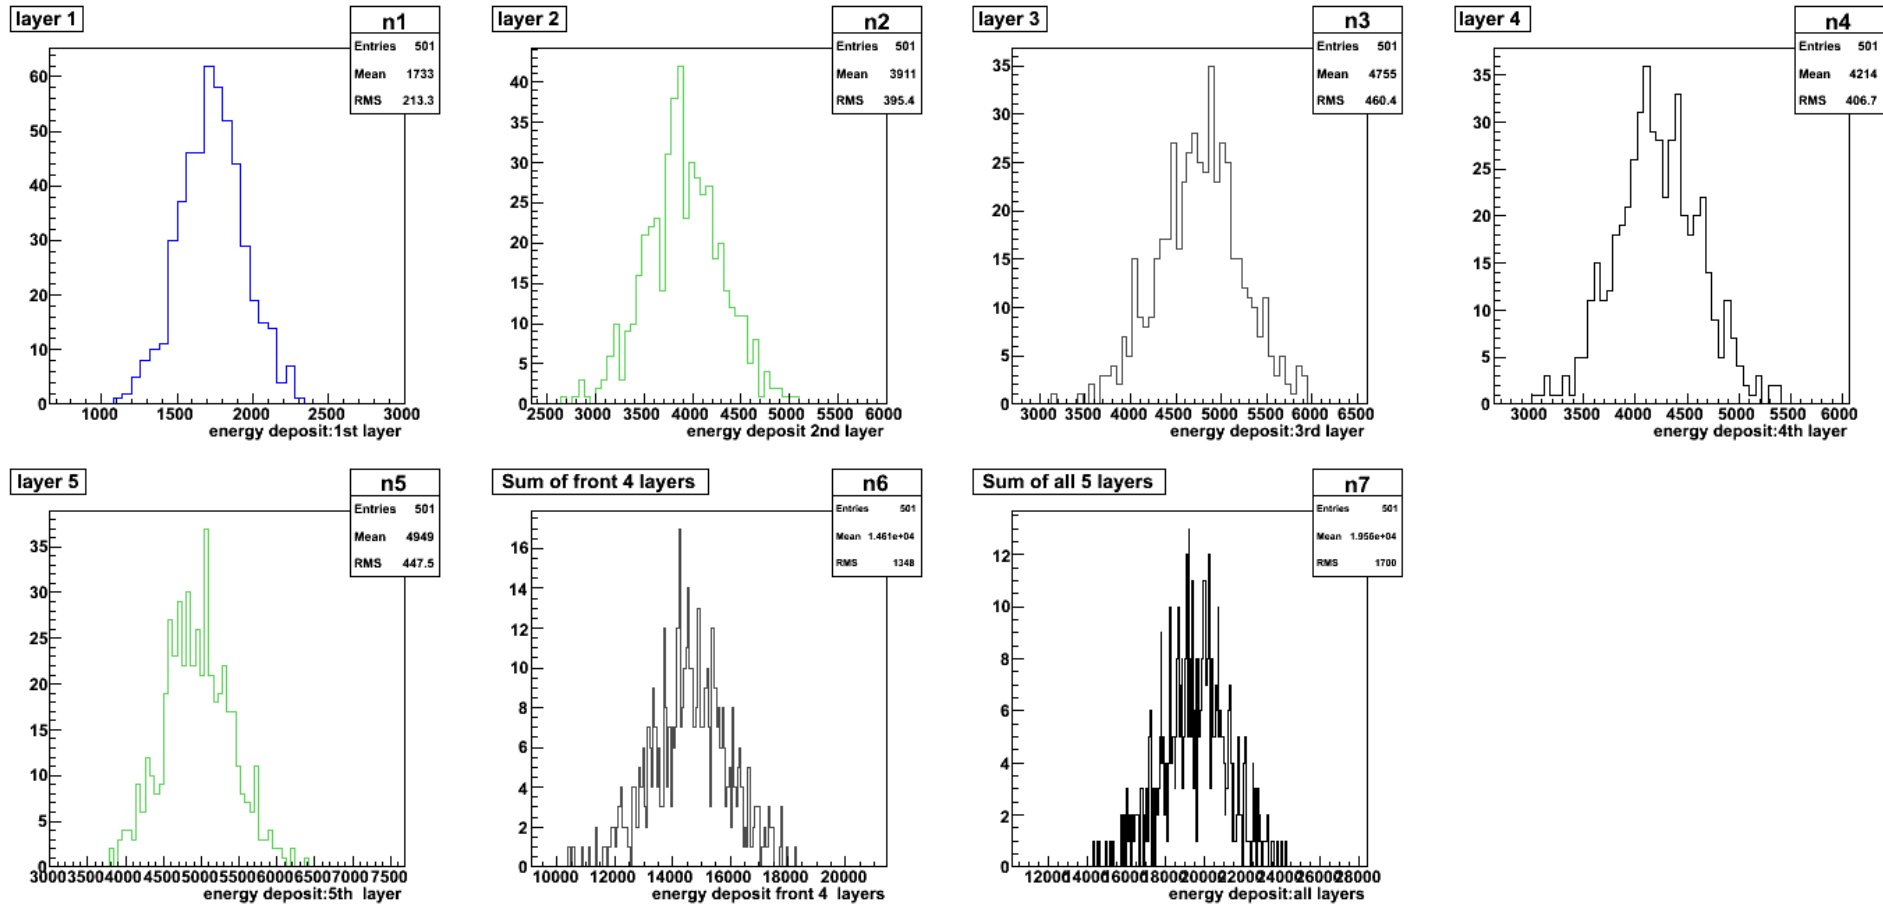 layer 1
n1
Entries 501
Mean 1733
RMS 213.3
60
50
40
30
20
10
0
1000 1500 2000 2500 3000
energy deposit:1st layer
layer 2
n2
Entries 501
Mean 3911
RMS 395.4
40
35
30
25
20
15
10
5
0
2500 3000 3500 4000 4500 5000 5500 6000
energy deposit 2nd layer
layer 3
n3
Entries 501
Mean 4755
RMS 460.4
35
30
25
20
15
10
5
0
3000 3500 4000 4500 5000 5500 6000 6500
energy deposit:3rd layer
layer 4
n4
Entries 501
Mean 4214
RMS 406.7
35
30
25
20
15
10
5
0
3000 3500 4000 4500 5000 5500 6000
energy deposit:4th layer
layer 5
n5
Entries 501
Mean 4949
RMS 447.5
35
30
25
20
15
10
5
0
3000 3500 4000 4500 5000 5500 6000 6500 7000 7500
energy deposit:5th layer
Sum of front 4 layers
n6
Entries 501
Mean 1.461e+04
RMS 1348
16
14
12
10
8
6
4
2
0
10000 12000 14000 16000 18000 20000
energy deposit front 4 layers
Sum of all 5 layers
n7
Entries 501
Mean 1.956e+04
RMS 1700
12
10
8
6
4
2
0
12000 14000 16000 18000 20000 22000 24000 26000 28000
energy deposit:all layers